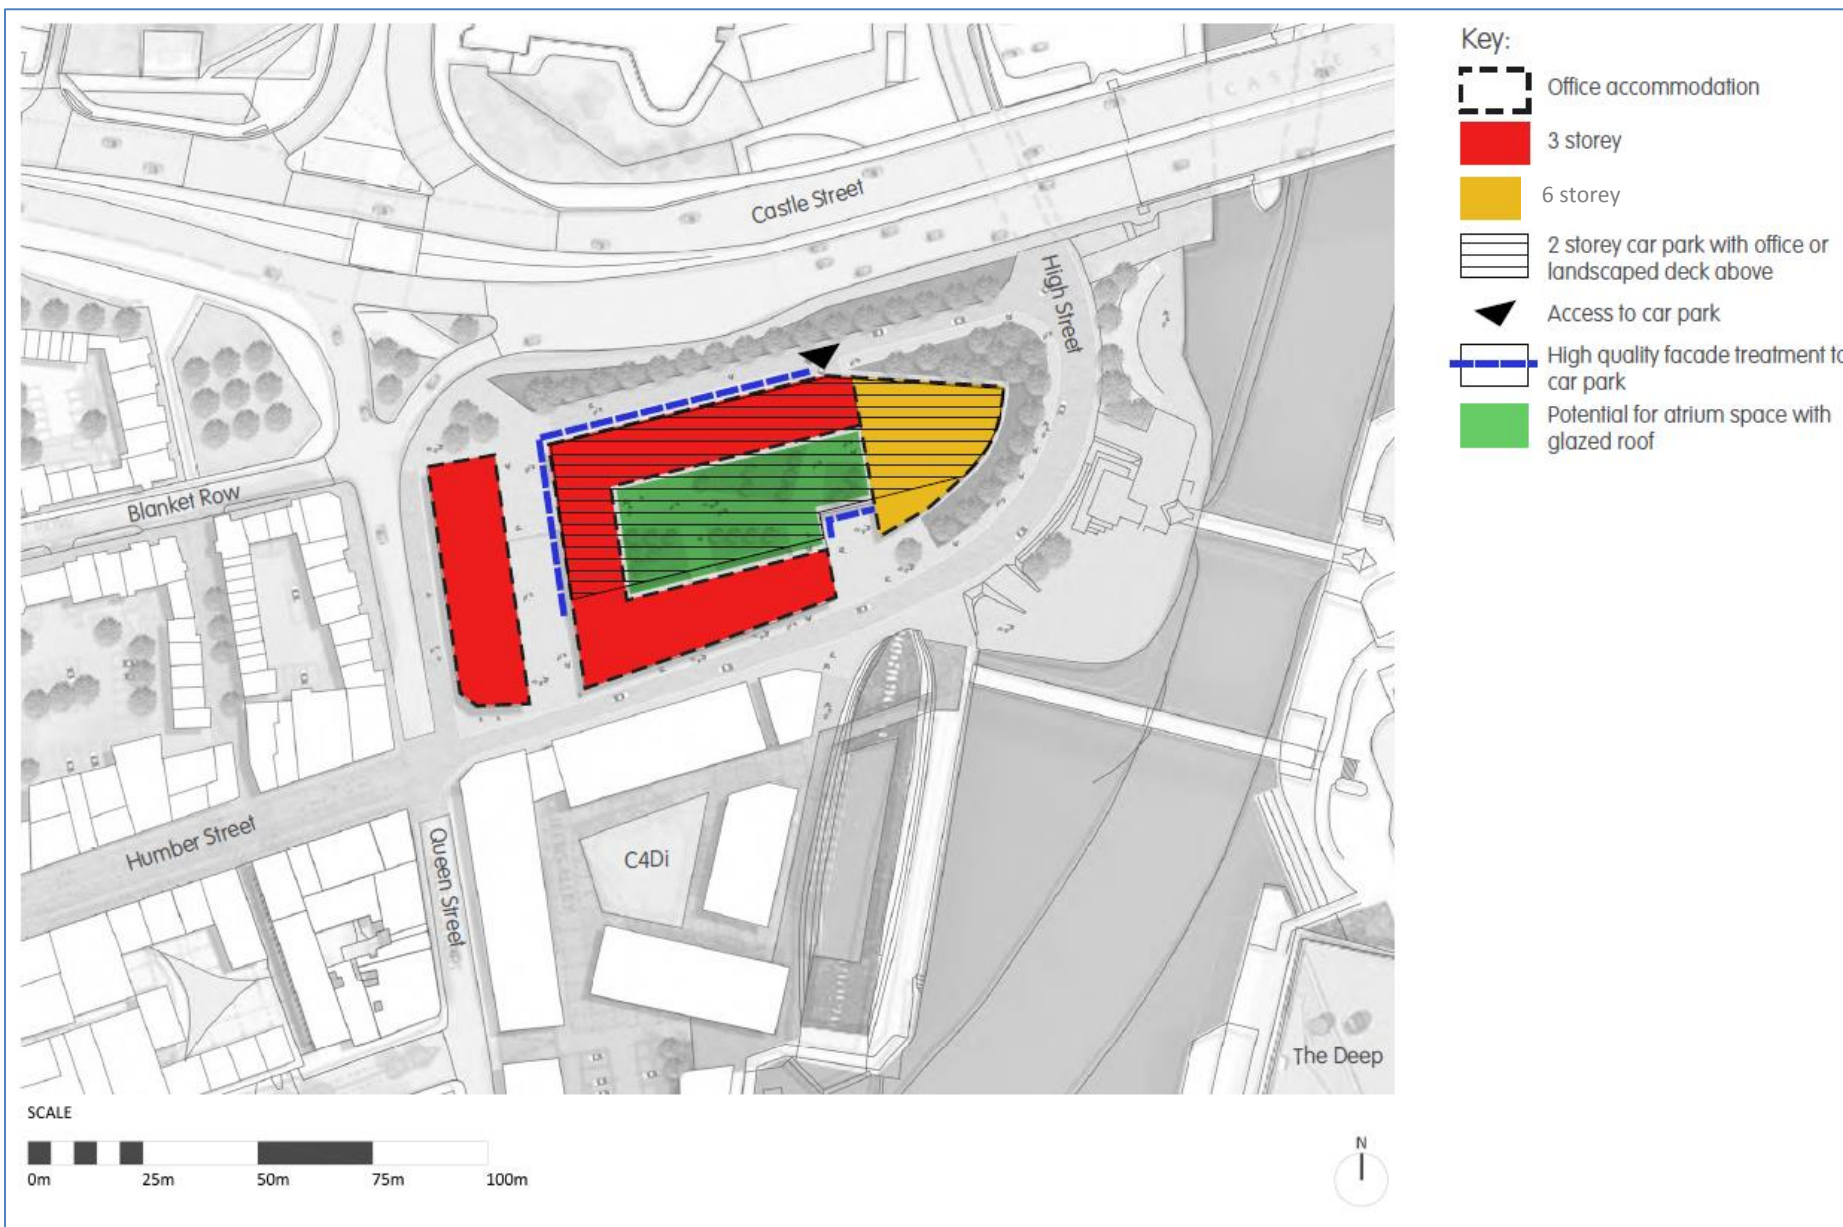 Key:
Office accommodation
3 storey
6 storey
2 storey car park with office or
landscaped deck above
Access to car park
High quality facade treatment to
car park
Potential for atrium space with
glazed roof
CASTLE S
Castle Street
High Street
Blanket Row
Humber Street
Queen Street
C4Di
The Deep
SCALE
0m 25m 50m 75m 100m
N